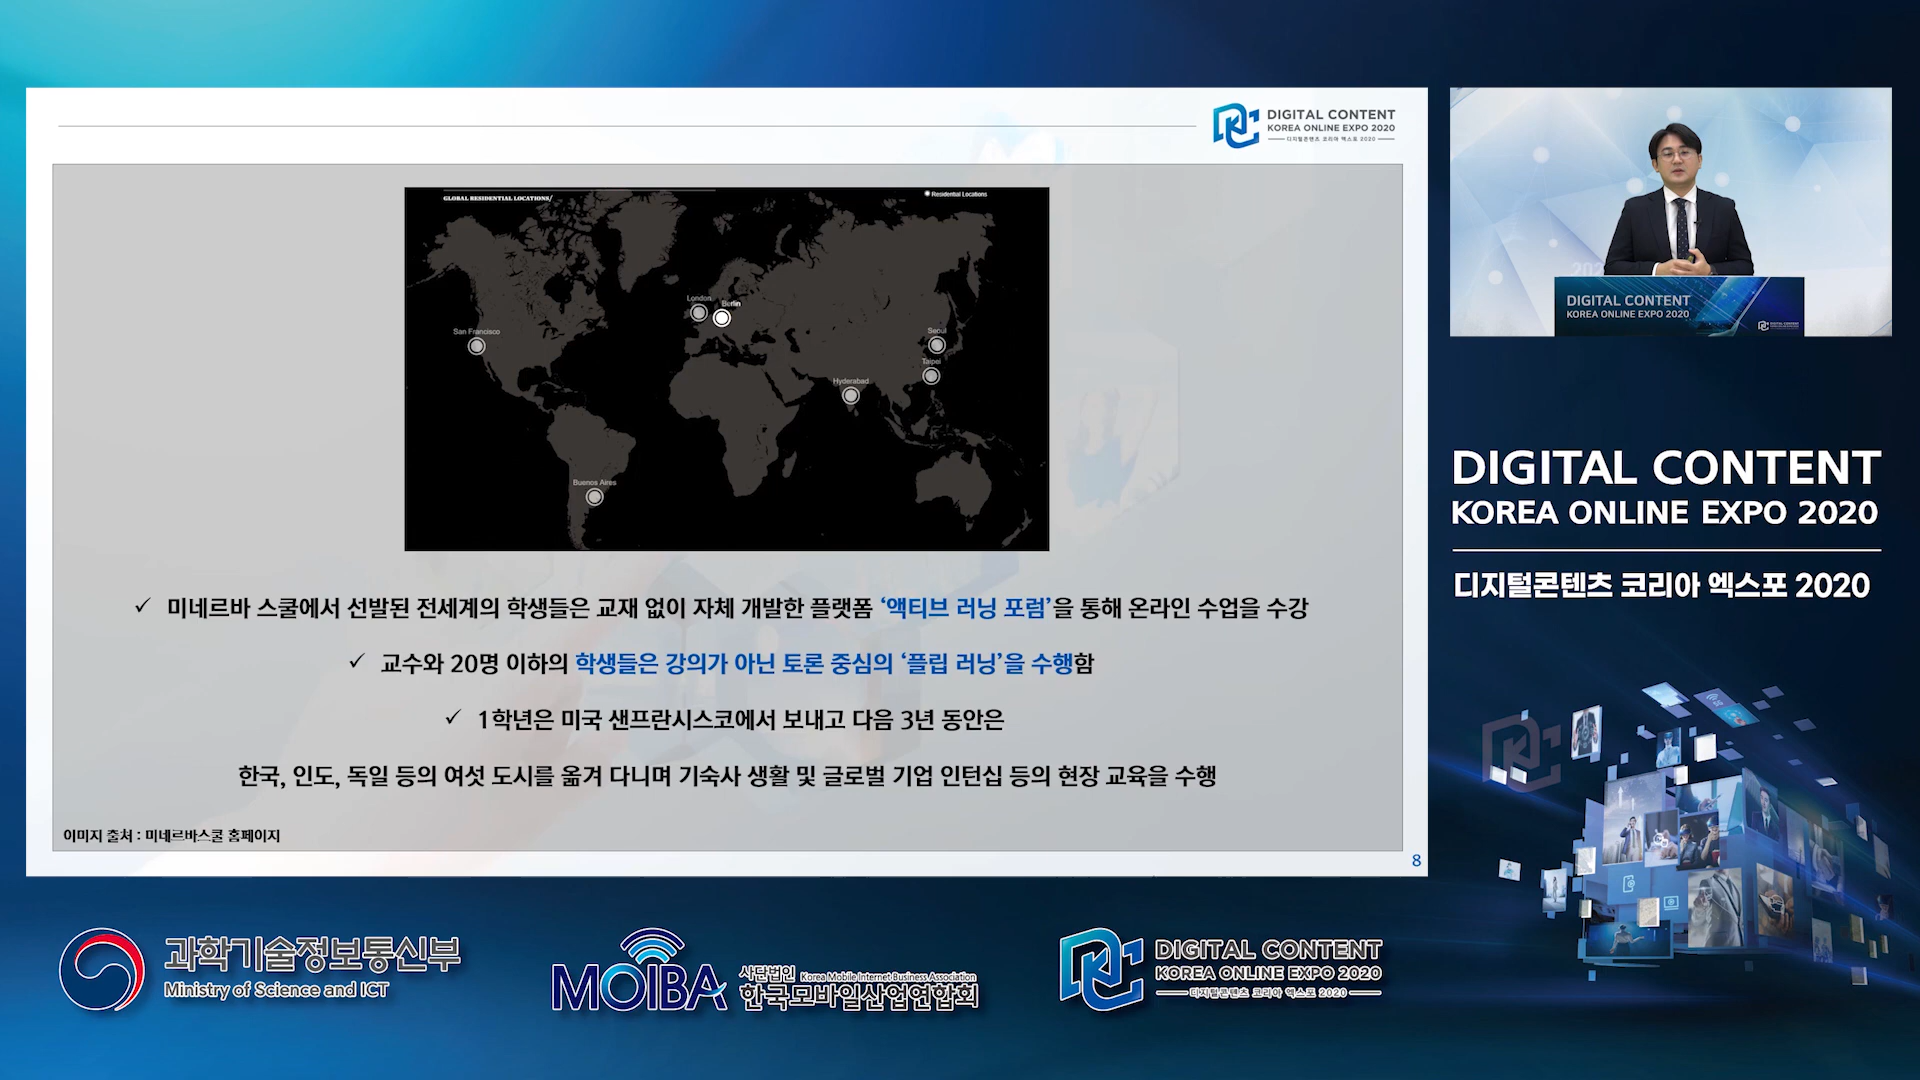 DIGITAL CONTENT
KOREA ONLINE EXPO 2020
디지털콘텐츠 코리아 엑스포 2020
GLOBAL RESIDENTIAL LOCATIONS/
Residential Locations
London
Berlin
San Francisco
Seoul
Taipei
Hyderabad
Buenos Aires
✓ 미네르바 스쿨에서 선발된 전세계의 학생들은 교재 없이 자체 개발한 플랫폼 ‘액티브 러닝 포럼’을 통해 온라인 수업을 수강
✓ 교수와 20명 이하의 학생들은 강의가 아닌 토론 중심의 ‘플립 러닝’을 수행함
✓ 1학년은 미국 샌프란시스코에서 보내고 다음 3년 동안은
한국, 인도, 독일 등의 여섯 도시를 옮겨 다니며 기숙사 생활 및 글로벌 기업 인턴십 등의 현장 교육을 수행
이미지 출처 : 미네르바스쿨 홈페이지
8
DIGITAL CONTENT
KOREA ONLINE EXPO 2020
DIGITAL CONTENT
KOREA ONLINE EXPO 2020
디지털콘텐츠 코리아 엑스포 2020
과학기술정보통신부
Ministry of Science and ICT
MOIBA
사단법인 Korea Mobile Internet Business Association
한국모바일산업연합회
DIGITAL CONTENT
KOREA ONLINE EXPO 2020
디지털콘텐츠 코리아 엑스포 2020